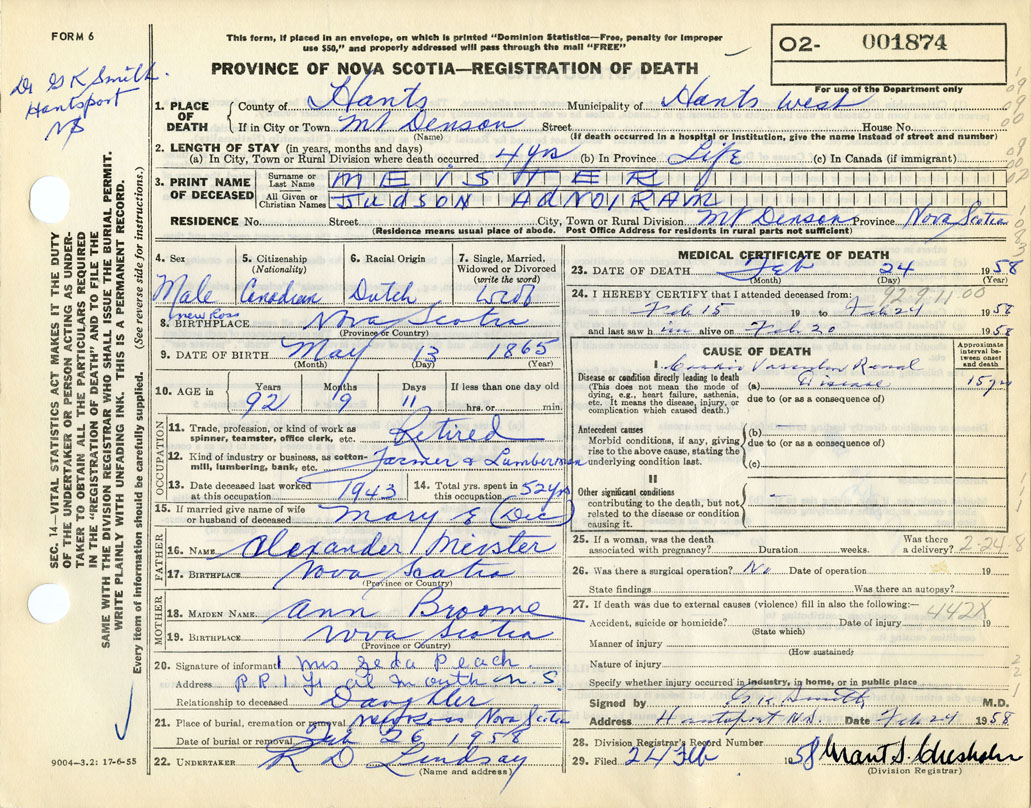 FORM 6
This form, if placed in an envelope, on which is printed "Dominion Statistics—Free, penalty for improper
use $50," and properly addressed will pass through the mail "FREE"
02- 001874
For use of the Department only
PROVINCE OF NOVA SCOTIA—REGISTRATION OF DEATH
Dr G K Smith.
Hantsport
NS
1. PLACE OF DEATH County of Hants Municipality of Hants West
If in City or Town Mt Denson Street House No.
(Name) (If death occurred in a hospital or institution, give the name instead of street and number)
2. LENGTH OF STAY (in years, months and days)
(a) In City, Town or Rural Division where death occurred 4 yrs (b) In Province Life (c) In Canada (if immigrant)
3. PRINT NAME OF DECEASED Surname or Last Name MEISTER
All Given or Christian Names JUDSON ADNOIRAM
RESIDENCE No. Street City, Town or Rural Division Mt Denson Province Nova Scotia
(Residence means usual place of abode. Post Office Address for residents in rural parts not sufficient)
4. Sex Male
5. Citizenship (Nationality) Canadian
6. Racial Origin Dutch
7. Single, Married, Widowed or Divorced (write the word) Wid
8. BIRTHPLACE New Ross Nova Scotia
(Province or Country)
9. DATE OF BIRTH May 13 1865
(Month) (Day) (Year)
10. AGE in Years 92 Months 9 Days 11 If less than one day old
hrs. or min.
OCCUPATION
11. Trade, profession or kind of work as spinner, teamster, office clerk, etc. Retired
12. Kind of industry or business, as cotton-mill, lumbering, bank, etc. Farmer & Lumberman
13. Date deceased last worked at this occupation 1943
14. Total yrs. spent in this occupation 52 yrs
15. If married give name of wife or husband of deceased Mary E (Dec)
FATHER
16. NAME Alexander Meister
17. BIRTHPLACE Nova Scotia
(Province or Country)
MOTHER
18. MAIDEN NAME Ann Broome
19. BIRTHPLACE Nova Scotia
(Province or Country)
20. Signature of informant Mrs Peach
Address R.R.1 Yarmouth N.S.
Relationship to deceased Daughter
21. Place of burial, cremation or removal New Ross Nova Scotia
Date of burial or removal Feb 26, 1958
22. UNDERTAKER R D Lindsay
(Name and address)
MEDICAL CERTIFICATE OF DEATH
23. DATE OF DEATH Feb 24 1958
(Month) (Day) (Year)
24. I HEREBY CERTIFY that I attended deceased from: 92 9 11 00
Feb 15 19 to Feb 24 1958
and last saw him alive on Feb 20 1958
CAUSE OF DEATH
Approximate interval between onset and death
I
Disease or condition directly leading to death
(This does not mean the mode of dying, e.g., heart failure, asthenia, etc. It means the disease, injury, or complication which caused death.)
(a) Cardio Vascular Renal Disease 15 yr
due to (or as a consequence of)
Antecedent causes
Morbid conditions, if any, giving rise to the above cause, stating the underlying condition last.
(b)
due to (or as a consequence of)
(c)
II
Other significant conditions
contributing to the death, but not related to the disease or condition causing it.
25. If a woman, was the death associated with pregnancy? Duration weeks. Was there a delivery? 2-24-8
26. Was there a surgical operation? No Date of operation 19
State findings Was there an autopsy?
27. If death was due to external causes (violence) fill in also the following:—
442X
Accident, suicide or homicide? Date of injury 19
(State which)
Manner of injury
(How sustained)
Nature of injury
Specify whether injury occurred in industry, in home, or in public place
Signed by G K Smith M.D.
Address Hantsport N.S. Date Feb 24 1958
28. Division Registrar's Record Number
29. Filed 24 Feb 1958 Grant S. Chisholm
(Division Registrar)
SEC. 14—VITAL STATISTICS ACT MAKES IT THE DUTY
OF THE UNDERTAKER OR PERSON ACTING AS UNDER-
TAKER TO OBTAIN ALL THE PARTICULARS REQUIRED
IN THE "REGISTRATION OF DEATH" AND TO FILE THE
SAME WITH THE DIVISION REGISTRAR WHO SHALL ISSUE THE BURIAL PERMIT.
WRITE PLAINLY WITH UNFADING INK. THIS IS A PERMANENT RECORD.
Every item of information should be carefully supplied. (See reverse side for instructions.)
9004—3.2: 17-6-55